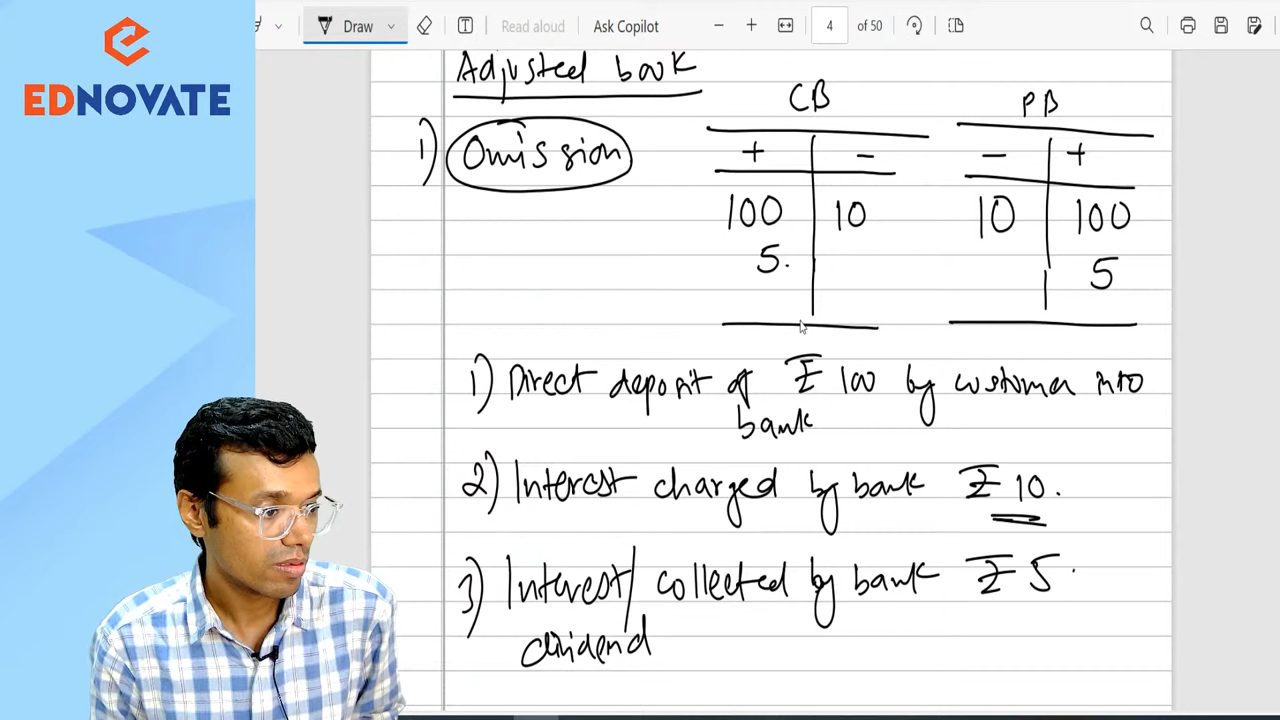 Draw
Read aloud
Ask Copilot
4
of 50
EDNOVATE
Adjusted book
CB
PB
1) Omission
+ - - +
100 10 10 100
5. 5
1) Direct deposit of ₹ 100 by customer into
bank
2) Interest charged by bank ₹ 10.
3) Interest/ collected by bank ₹ 5.
dividend